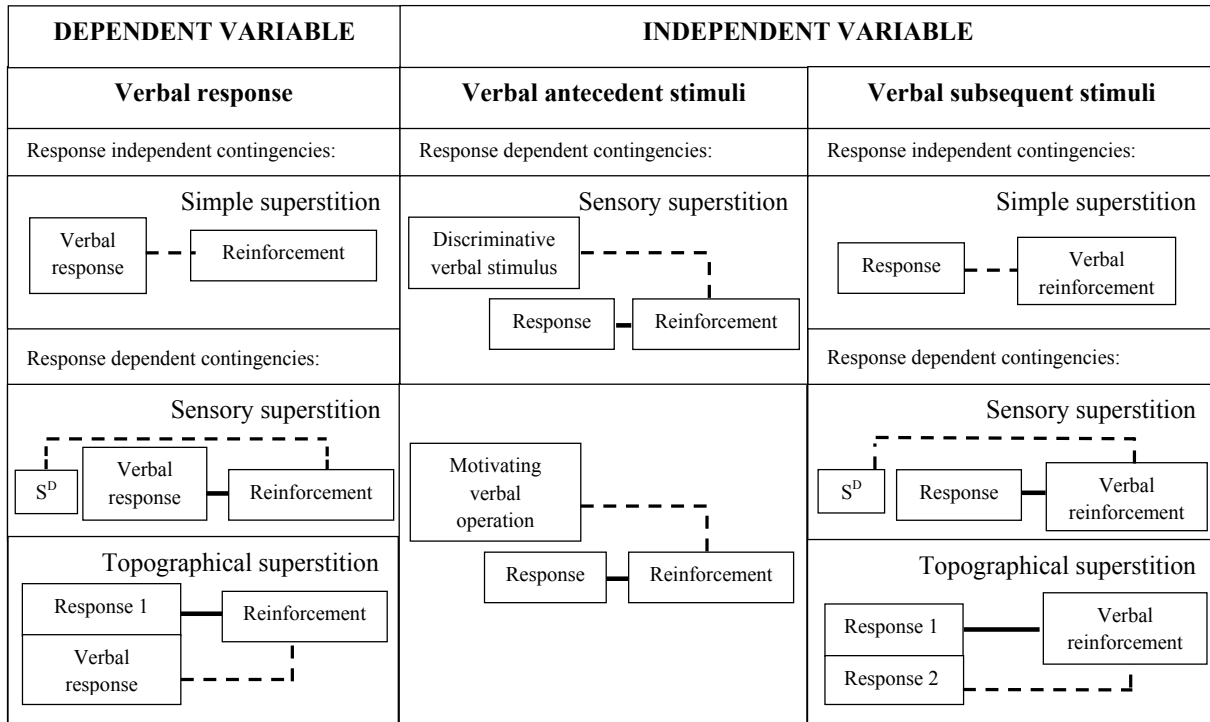 DEPENDENT VARIABLE
INDEPENDENT VARIABLE
Verbal response
Verbal antecedent stimuli
Verbal subsequent stimuli
Response independent contingencies:
Response dependent contingencies:
Response independent contingencies:
Simple superstition
Verbal
response
Reinforcement
Sensory superstition
Discriminative
verbal stimulus
Response
Reinforcement
Simple superstition
Response
Verbal
reinforcement
Response dependent contingencies:
Response dependent contingencies:
Sensory superstition
S^D
Verbal
response
Reinforcement
Motivating
verbal
operation
Response
Reinforcement
Sensory superstition
S^D
Response
Verbal
reinforcement
Topographical superstition
Response 1
Reinforcement
Verbal
response
Topographical superstition
Response 1
Verbal
reinforcement
Response 2